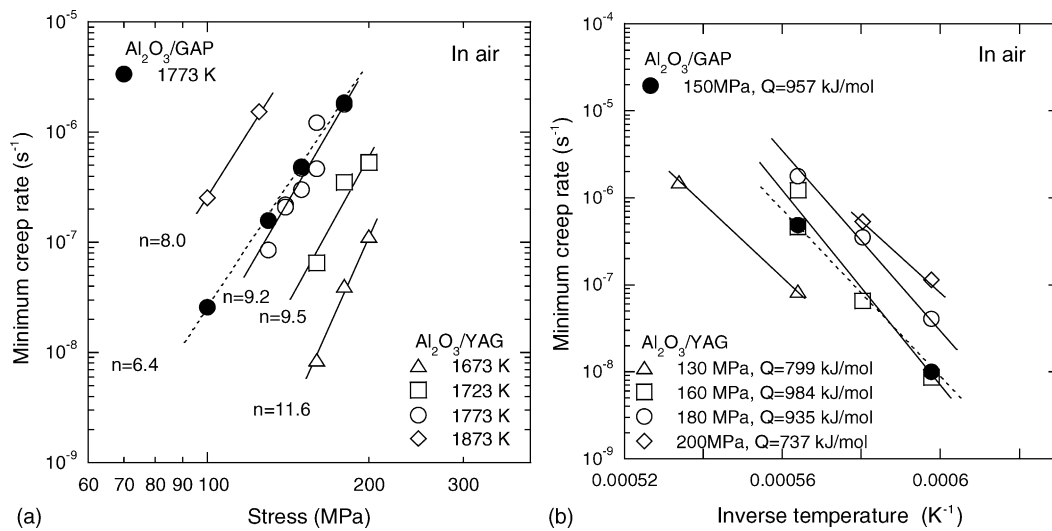 Al₂O₃/GAP
1773 K
In air
n=8.0
n=9.2
n=9.5
n=6.4
n=11.6
Al₂O₃/YAG
1673 K
1723 K
1773 K
1873 K
10⁻⁵
10⁻⁶
10⁻⁷
10⁻⁸
10⁻⁹
Minimum creep rate (s⁻¹)
60 70 80 90 100 200 300
Stress (MPa)
(a)
Al₂O₃/GAP
150MPa, Q=957 kJ/mol
In air
Al₂O₃/YAG
130 MPa, Q=799 kJ/mol
160 MPa, Q=984 kJ/mol
180 MPa, Q=935 kJ/mol
200MPa, Q=737 kJ/mol
10⁻⁴
10⁻⁵
10⁻⁶
10⁻⁷
10⁻⁸
10⁻⁹
Minimum creep rate (s⁻¹)
0.00052 0.00056 0.0006
Inverse temperature (K⁻¹)
(b)